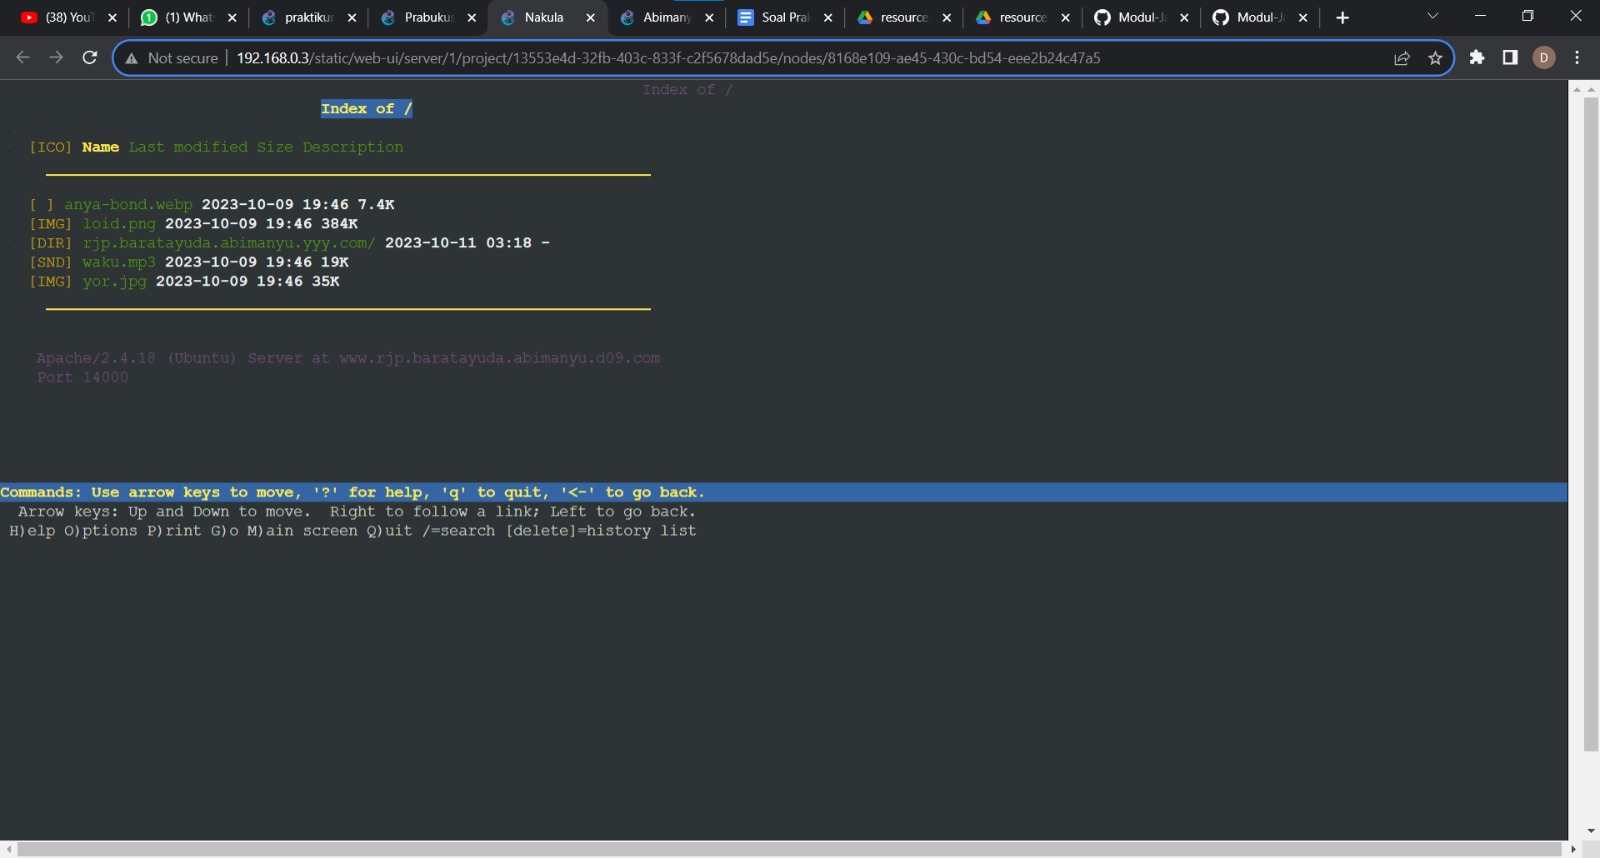 (38) You
(1) What
praktikur
Prabukus
Nakula
Abimany
Soal Pra
resource
resource
Modul-J
Modul-J
Not secure
192.168.0.3/static/web-ui/server/1/project/13553e4d-32fb-403c-833f-c2f5678dad5e/nodes/8168e109-ae45-430c-bd54-eee2b24c47a5
D
Index of /
Index of /
[ICO] Name Last modified Size Description
[ ] anya-bond.webp 2023-10-09 19:46 7.4K
[IMG] loid.png 2023-10-09 19:46 384K
[DIR] rjp.baratayuda.abimanyu.yyy.com/ 2023-10-11 03:18 -
[SND] waku.mp3 2023-10-09 19:46 19K
[IMG] yor.jpg 2023-10-09 19:46 35K
Apache/2.4.18 (Ubuntu) Server at www.rjp.baratayuda.abimanyu.d09.com
Port 14000
Commands: Use arrow keys to move, '?' for help, 'q' to quit, '<-' to go back.
Arrow keys: Up and Down to move.  Right to follow a link; Left to go back.
H)elp O)ptions P)rint G)o M)ain screen Q)uit /=search [delete]=history list